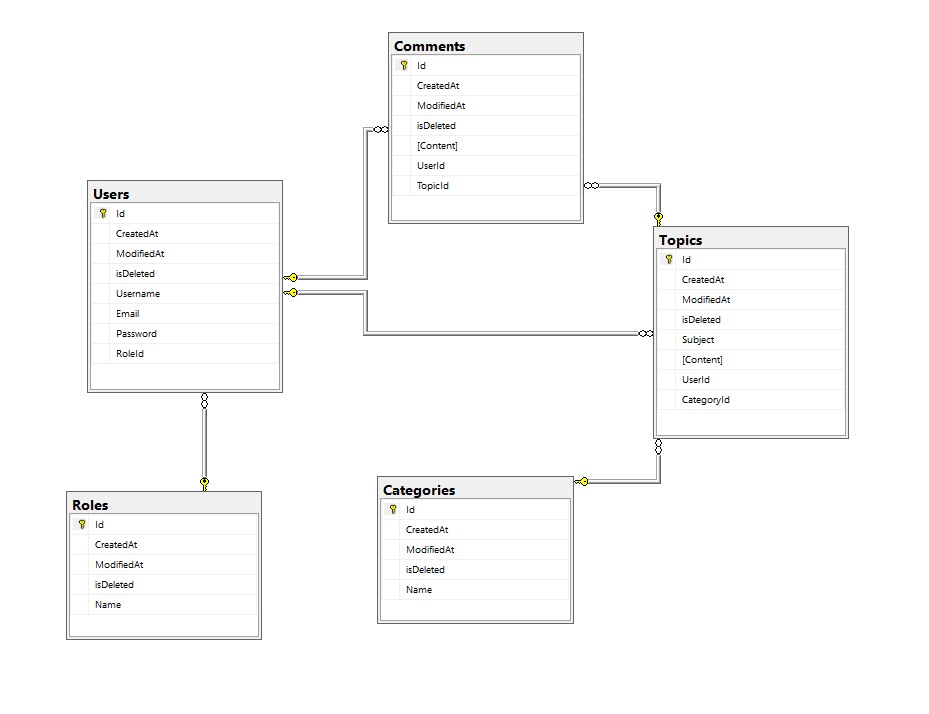 Comments
Id
CreatedAt
ModifiedAt
isDeleted
[Content]
UserId
TopicId
Users
Id
CreatedAt
ModifiedAt
isDeleted
Username
Email
Password
RoleId
Topics
Id
CreatedAt
ModifiedAt
isDeleted
Subject
[Content]
UserId
CategoryId
Roles
Id
CreatedAt
ModifiedAt
isDeleted
Name
Categories
Id
CreatedAt
ModifiedAt
isDeleted
Name